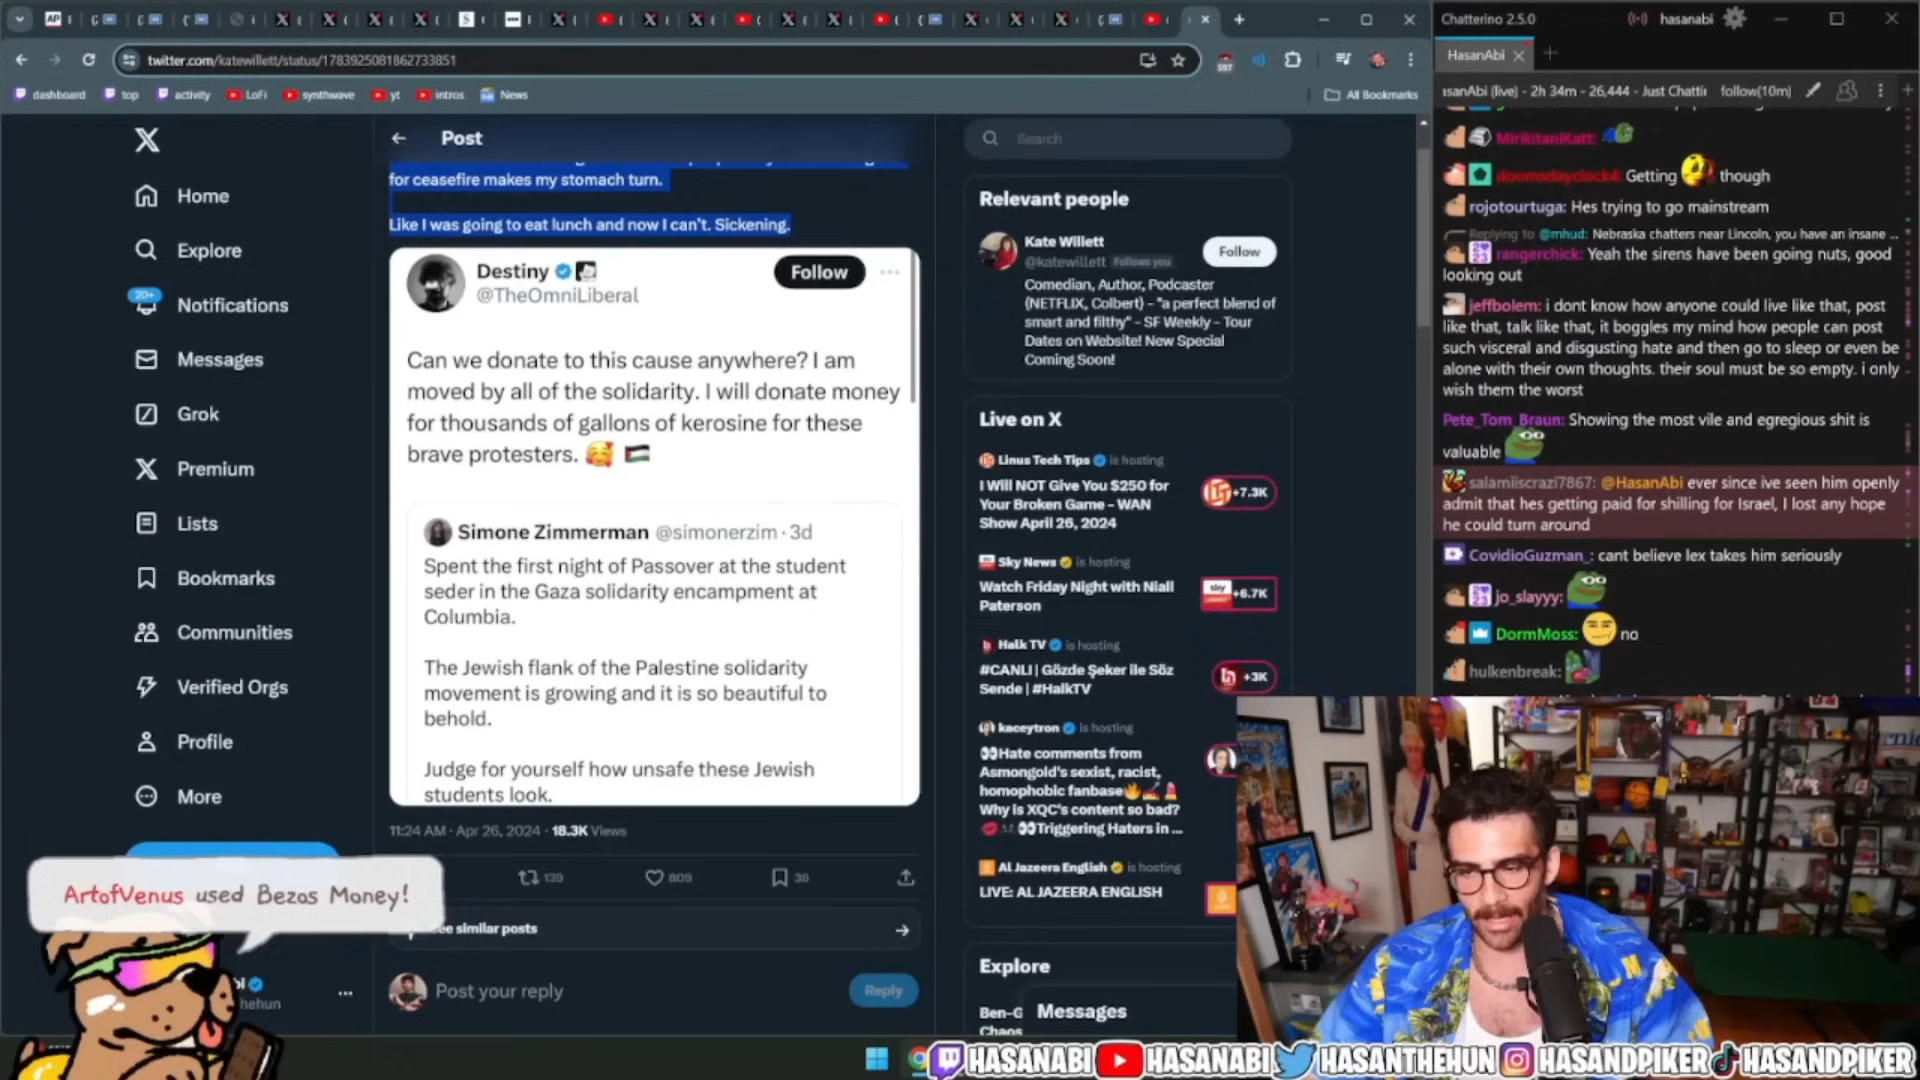 twitter.com/katewillett/status/1783925081862733851
dashboard
top
activity
LoFi
synthwave
yt
intros
News
All Bookmarks
Post
for ceasefire makes my stomach turn.
Like I was going to eat lunch and now I can't. Sickening.
Destiny
@TheOmniLiberal
Follow
Can we donate to this cause anywhere? I am
moved by all of the solidarity. I will donate money
for thousands of gallons of kerosine for these
brave protesters.
Simone Zimmerman @simonerzim · 3d
Spent the first night of Passover at the student
seder in the Gaza solidarity encampment at
Columbia.
The Jewish flank of the Palestine solidarity
movement is growing and it is so beautiful to
behold.
Judge for yourself how unsafe these Jewish
students look.
11:24 AM · Apr 26, 2024 · 18.3K Views
139
809
36
see similar posts
Post your reply
Reply
Home
Explore
20+
Notifications
Messages
Grok
Premium
Lists
Bookmarks
Communities
Verified Orgs
Profile
More
ArtofVenus used Bezos Money!
hehun
Search
Relevant people
Kate Willett
@katewillett Follows you
Follow
Comedian, Author, Podcaster
(NETFLIX, Colbert) - "a perfect blend of
smart and filthy" - SF Weekly - Tour
Dates on Website! New Special
Coming Soon!
Live on X
Linus Tech Tips is hosting
I Will NOT Give You $250 for
Your Broken Game - WAN
Show April 26, 2024
+7.3K
Sky News is hosting
Watch Friday Night with Niall
Paterson
sky news
+6.7K
Halk TV is hosting
#CANLI | Gözde Şeker ile Söz
Sende | #HalkTV
+3K
kaceytron is hosting
Hate comments from
Asmongold's sexist, racist,
homophobic fanbase
Why is XQC's content so bad?
Triggering Haters in ...
Al Jazeera English is hosting
LIVE: AL JAZEERA ENGLISH
Explore
Ben-G
Chaos
Messages
Chatterino 2.5.0
hasanabi
HasanAbi
asanAbi (live) - 2h 34m - 26,444 - Just Chattin
follow(10m)
MirikitaniKatt:
doomsdayclock4: Getting though
rojotourtuga: Hes trying to go mainstream
Replying to @mhud: Nebraska chatters near Lincoln, you have an insane ...
rangerchick: Yeah the sirens have been going nuts, good
looking out
jeffbolem: i dont know how anyone could live like that, post
like that, talk like that, it boggles my mind how people can post
such visceral and disgusting hate and then go to sleep or even be
alone with their own thoughts. their soul must be so empty. i only
wish them the worst
Pete_Tom_Braun: Showing the most vile and egregious shit is
valuable
salamiiscrazi7867: @HasanAbi ever since ive seen him openly
admit that hes getting paid for shilling for Israel, I lost any hope
he could turn around
CovidioGuzman_: cant believe lex takes him seriously
jo_slayyy:
DormMoss: no
hulkenbreak:
HASANABI HASANABI HASANTHEHUN HASANDPIKER HASANDPIKER